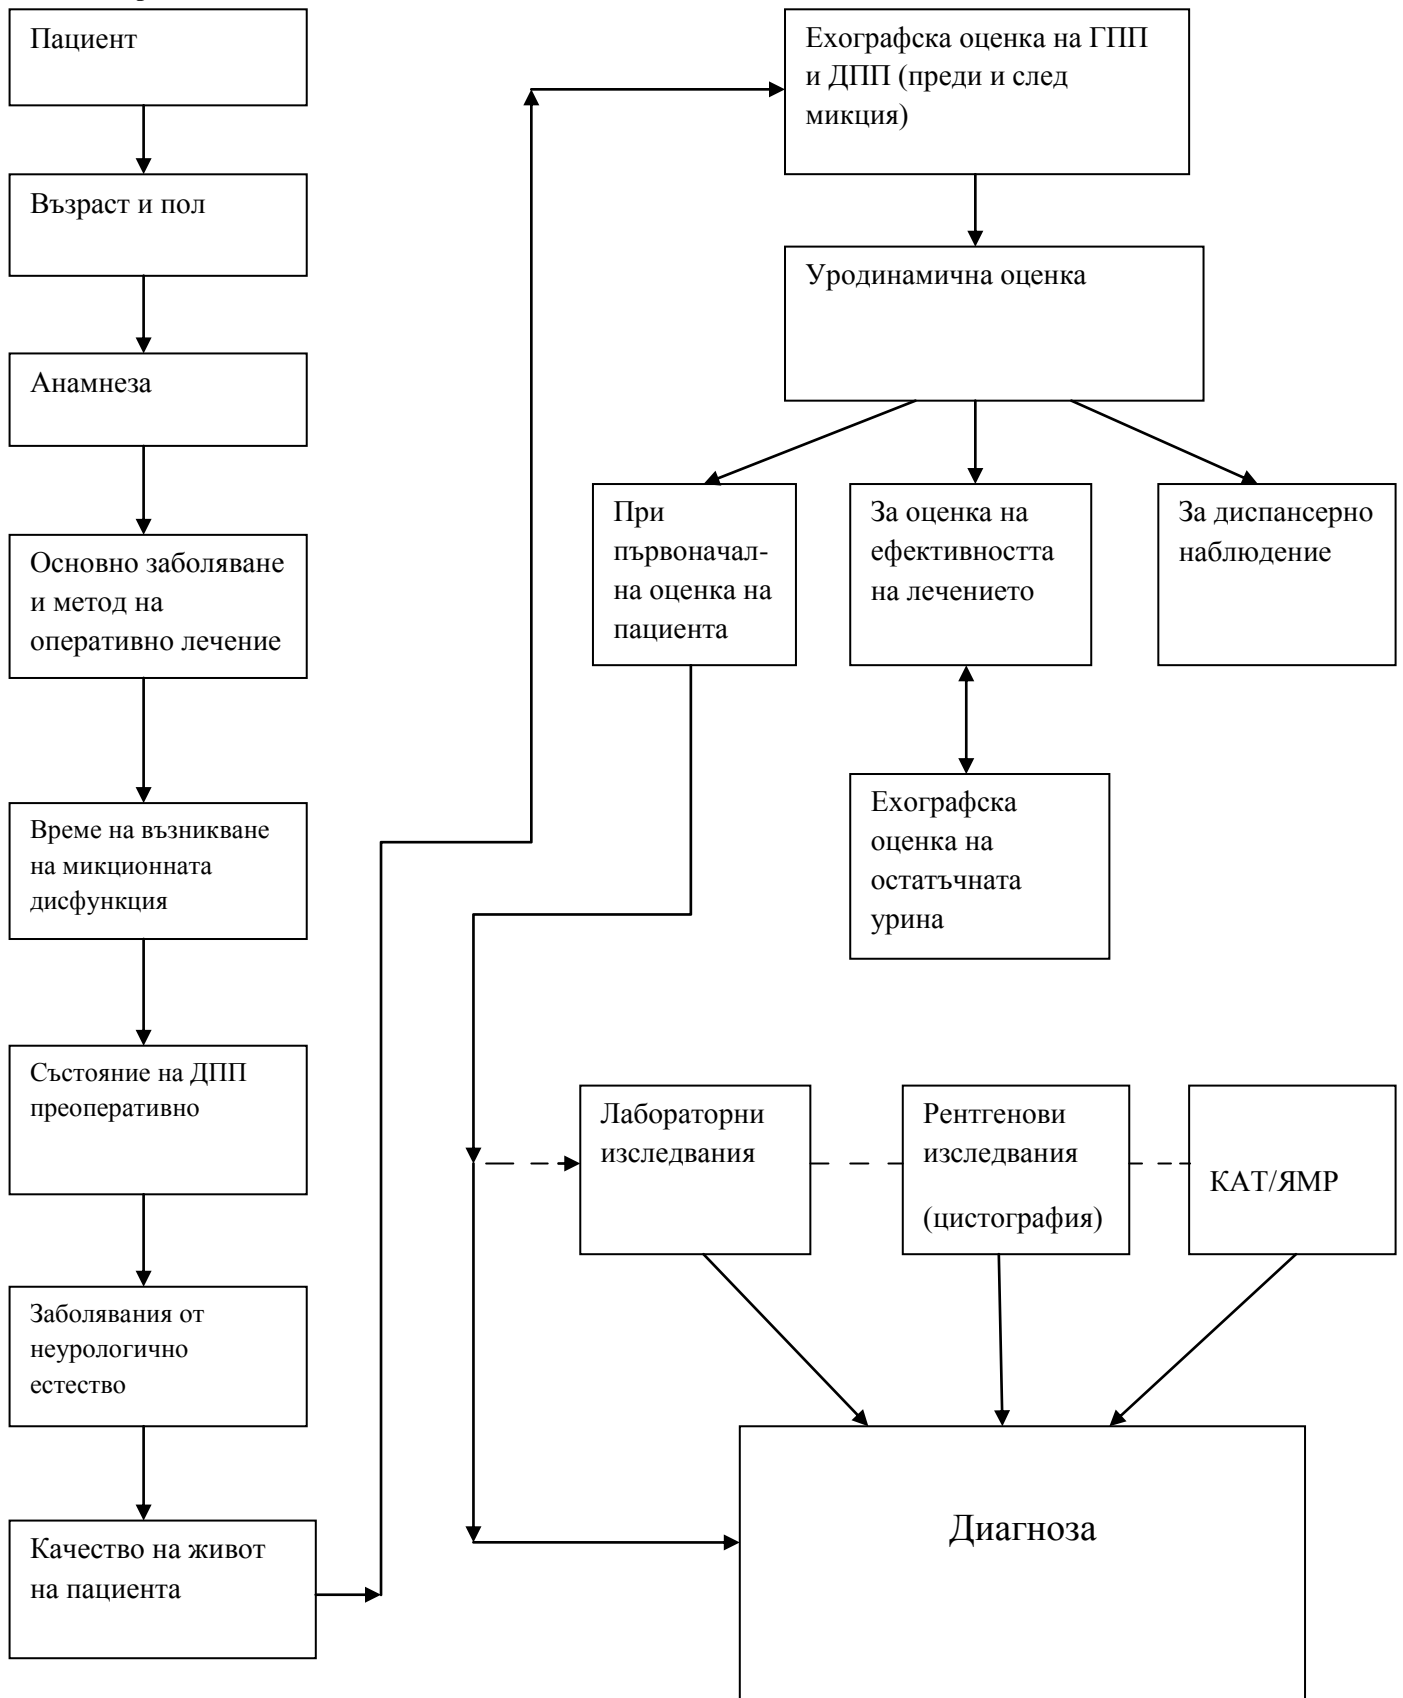 Пациент
Възраст и пол
Анамнеза
Основно заболяване
и метод на
оперативно лечение
Време на възникване
на микционната
дисфункция
Състояние на ДПП
преоперативно
Заболявания от
неврологично
естество
Качество на живот
на пациента
Ехографска оценка на ГПП
и ДПП (преди и след
микция)
Уродинамична оценка
При
първоначал-
на оценка на
пациента
За оценка на
ефективността
на лечението
За диспансерно
наблюдение
Ехографска
оценка на
остатъчната
урина
Лабораторни
изследвания
Рентгенови
изследвания
(цистография)
КАТ/ЯМР
Диагноза